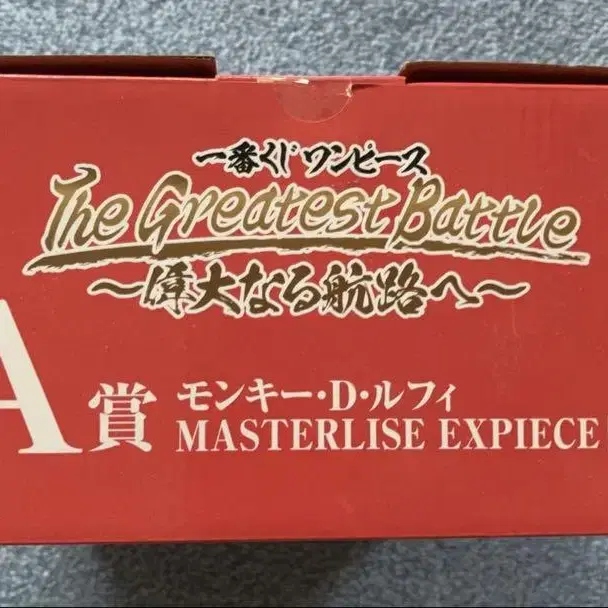 一番くじ ワンピース
The Greatest Battle
～偉大なる航路へ～
A賞 モンキー・D・ルフィ
MASTERLISE EXPIECE